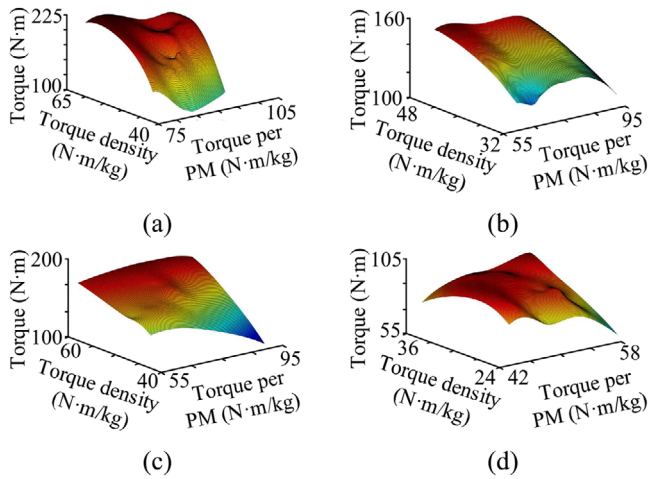 225
Torque (N·m)
100
65
Torque density
(N·m/kg)
40
75
105
Torque per
PM (N·m/kg)
(a)
160
Torque (N·m)
100
48
Torque density
(N·m/kg)
32
55
95
Torque per
PM (N·m/kg)
(b)
200
Torque (N·m)
100
60
Torque density
(N·m/kg)
40
55
95
Torque per
PM (N·m/kg)
(c)
105
Torque (N·m)
55
36
Torque density
(N·m/kg)
24
42
58
Torque per
PM (N·m/kg)
(d)